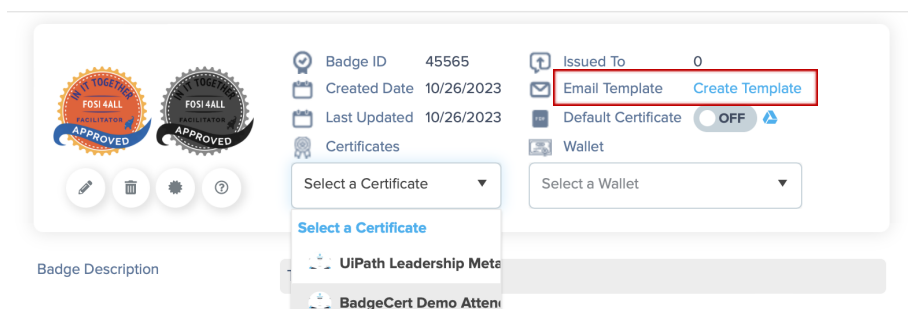 IN IT TOGETHER
FOSI 4ALL
FACILITATOR
APPROVED
IN IT TOGETHER
FOSI 4ALL
FACILITATOR
APPROVED
Badge ID 45565
Created Date 10/26/2023
Last Updated 10/26/2023
Certificates
Select a Certificate
Select a Certificate
UiPath Leadership Meta
BadgeCert Demo Atten
Issued To 0
Email Template Create Template
PDF Default Certificate OFF
Wallet
Select a Wallet
Badge Description